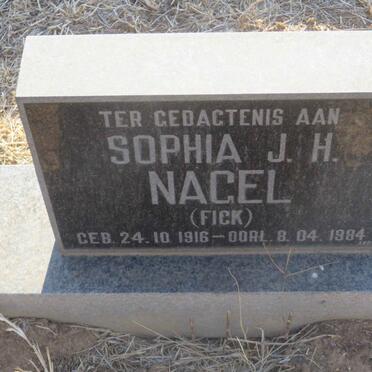 TER GEDAGTENIS AAN
SOPHIA J. H.
NAGEL
(FICK)
GEB. 24. 10. 1916 — OORL. 8. 04. 1984